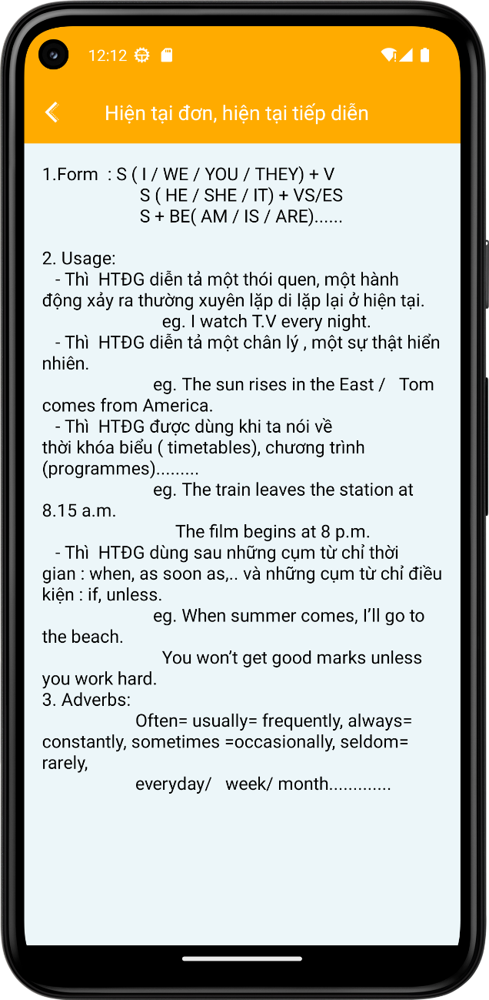 12:12
Hiện tại đơn, hiện tại tiếp diễn
1.Form : S ( I / WE / YOU / THEY) + V
S ( HE / SHE / IT) + VS/ES
S + BE( AM / IS / ARE)......
2. Usage:
- Thì HTĐG diễn tả một thói quen, một hành
động xảy ra thường xuyên lặp di lặp lại ở hiện tại.
eg. I watch T.V every night.
- Thì HTĐG diễn tả một chân lý , một sự thật hiển
nhiên.
eg. The sun rises in the East / Tom
comes from America.
- Thì HTĐG được dùng khi ta nói về
thời khóa biểu ( timetables), chương trình
(programmes).........
eg. The train leaves the station at
8.15 a.m.
The film begins at 8 p.m.
- Thì HTĐG dùng sau những cụm từ chỉ thời
gian : when, as soon as,.. và những cụm từ chỉ điều
kiện : if, unless.
eg. When summer comes, I’ll go to
the beach.
You won’t get good marks unless
you work hard.
3. Adverbs:
Often= usually= frequently, always=
constantly, sometimes =occasionally, seldom=
rarely,
everyday/ week/ month.............